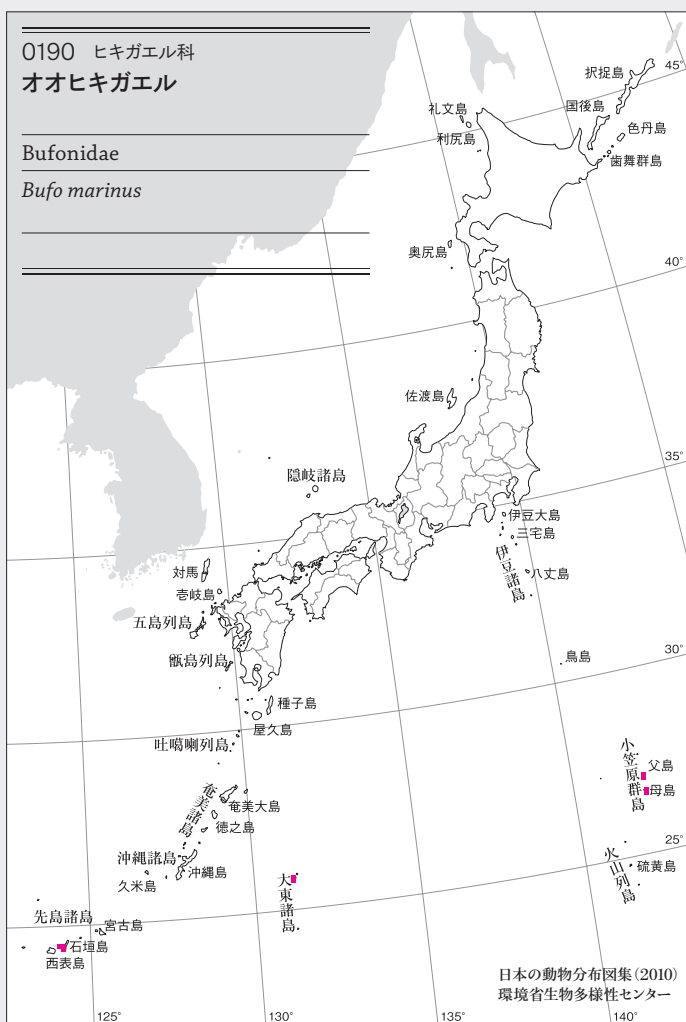 0190 ヒキガエル科
オオヒキガエル
Bufonidae
Bufo marinus
択捉島
国後島
色丹島
歯舞群島
礼文島
利尻島
奥尻島
佐渡島
隠岐諸島
対馬
壱岐島
五島列島
甑島列島
種子島
屋久島
吐噶喇列島
奄美諸島
奄美大島
徳之島
沖縄諸島
沖縄島
久米島
先島諸島
宮古島
石垣島
西表島
大東諸島
伊豆大島
三宅島
伊豆諸島
八丈島
鳥島
小笠原群島
父島
母島
火山列島
硫黄島
45°
40°
35°
30°
25°
125°
130°
135°
140°
日本の動物分布図集(2010)
環境省生物多様性センター